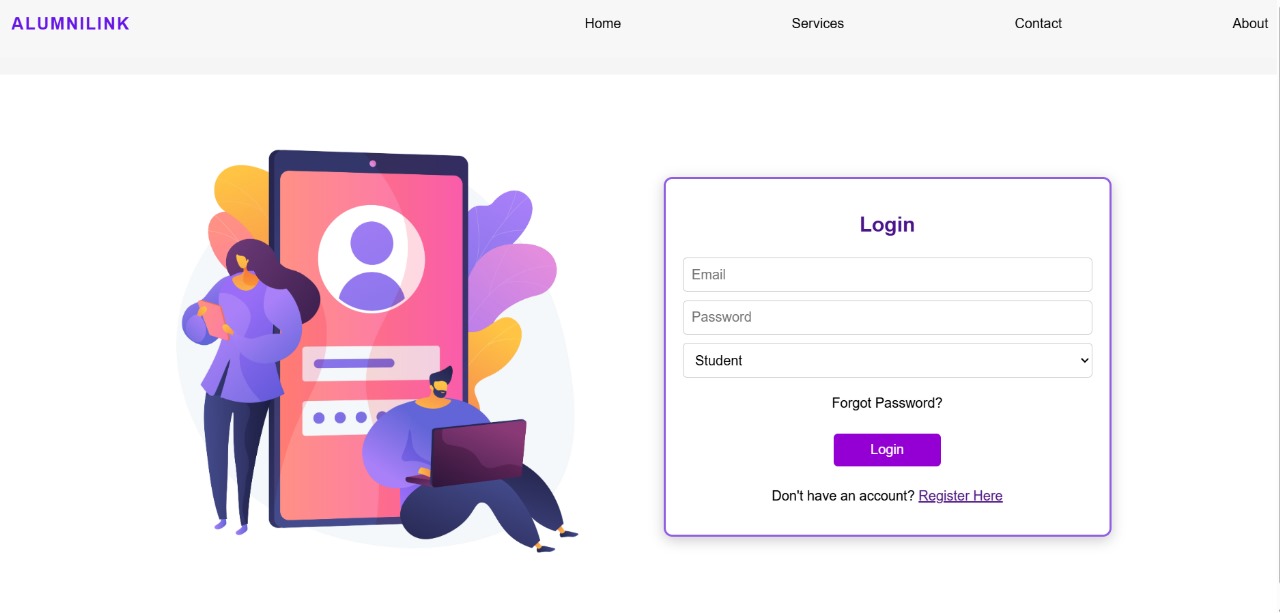 ALUMNILINK Home Services Contact About
Login
Email
Password
Student
Forgot Password?
Login
Don't have an account? Register Here